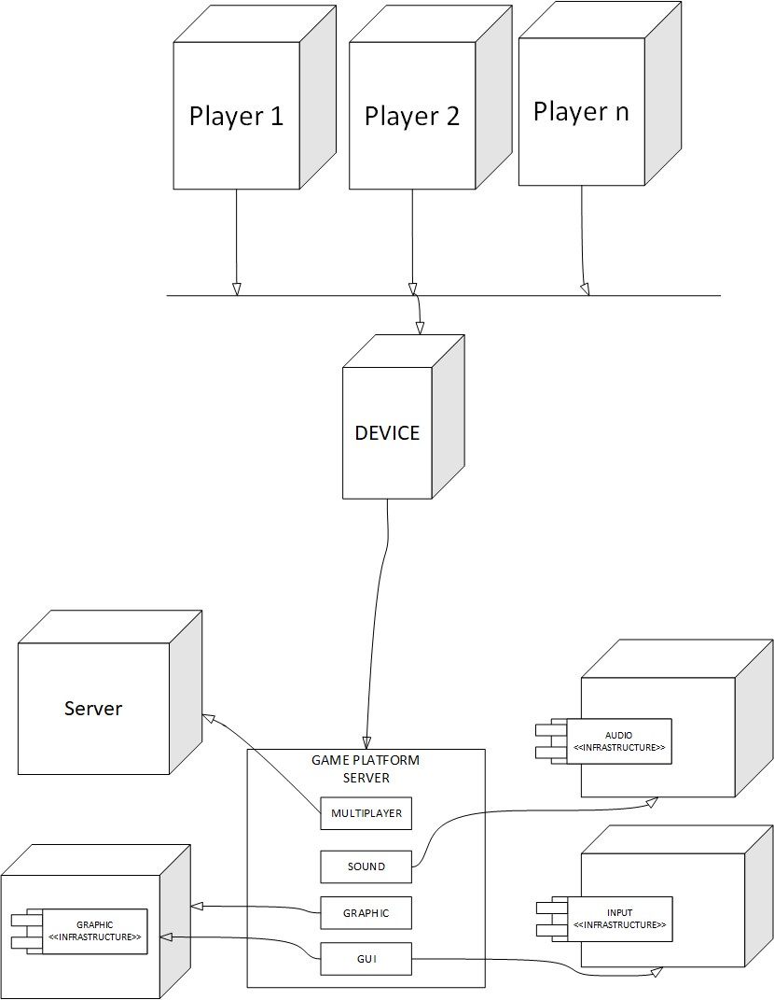 Player 1
Player 2
Player n
DEVICE
Server
GAME PLATFORM
SERVER
MULTIPLAYER
SOUND
GRAPHIC
GUI
AUDIO
<<INFRASTRUCTURE>>
GRAPHIC
<<INFRASTRUCTURE>>
INPUT
<<INFRASTRUCTURE>>